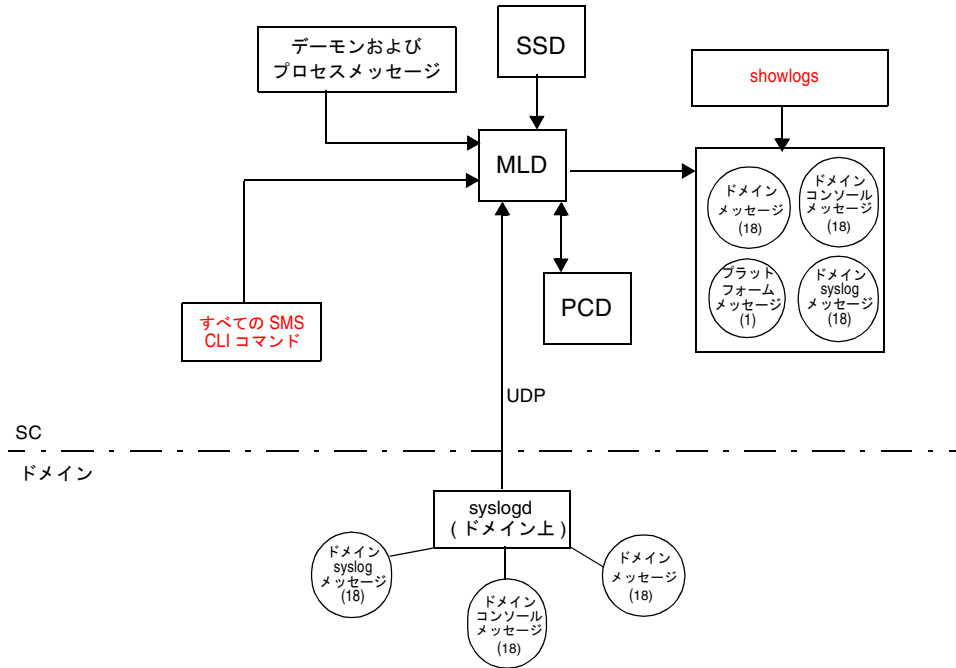 デーモンおよび
プロセスメッセージ
SSD
showlogs
MLD
ドメイン
メッセージ
(18)
ドメイン
コンソール
メッセージ
(18)
プラット
フォーム
メッセージ
(1)
ドメイン
syslog
メッセージ
(18)
PCD
すべての SMS
CLI コマンド
UDP
SC
ドメイン
syslogd
( ドメイン上 )
ドメイン
syslog
メッセージ
(18)
ドメイン
コンソール
メッセージ
(18)
ドメイン
メッセージ
(18)